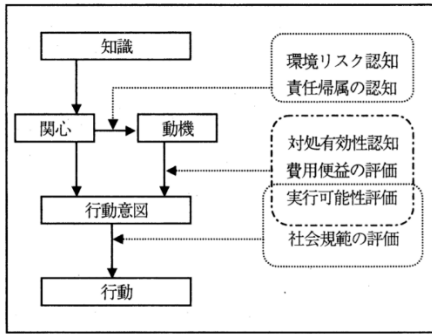 知識
環境リスク認知
責任帰属の認知
関心
動機
対処有効性認知
費用便益の評価
実行可能性評価
行動意図
社会規範の評価
行動